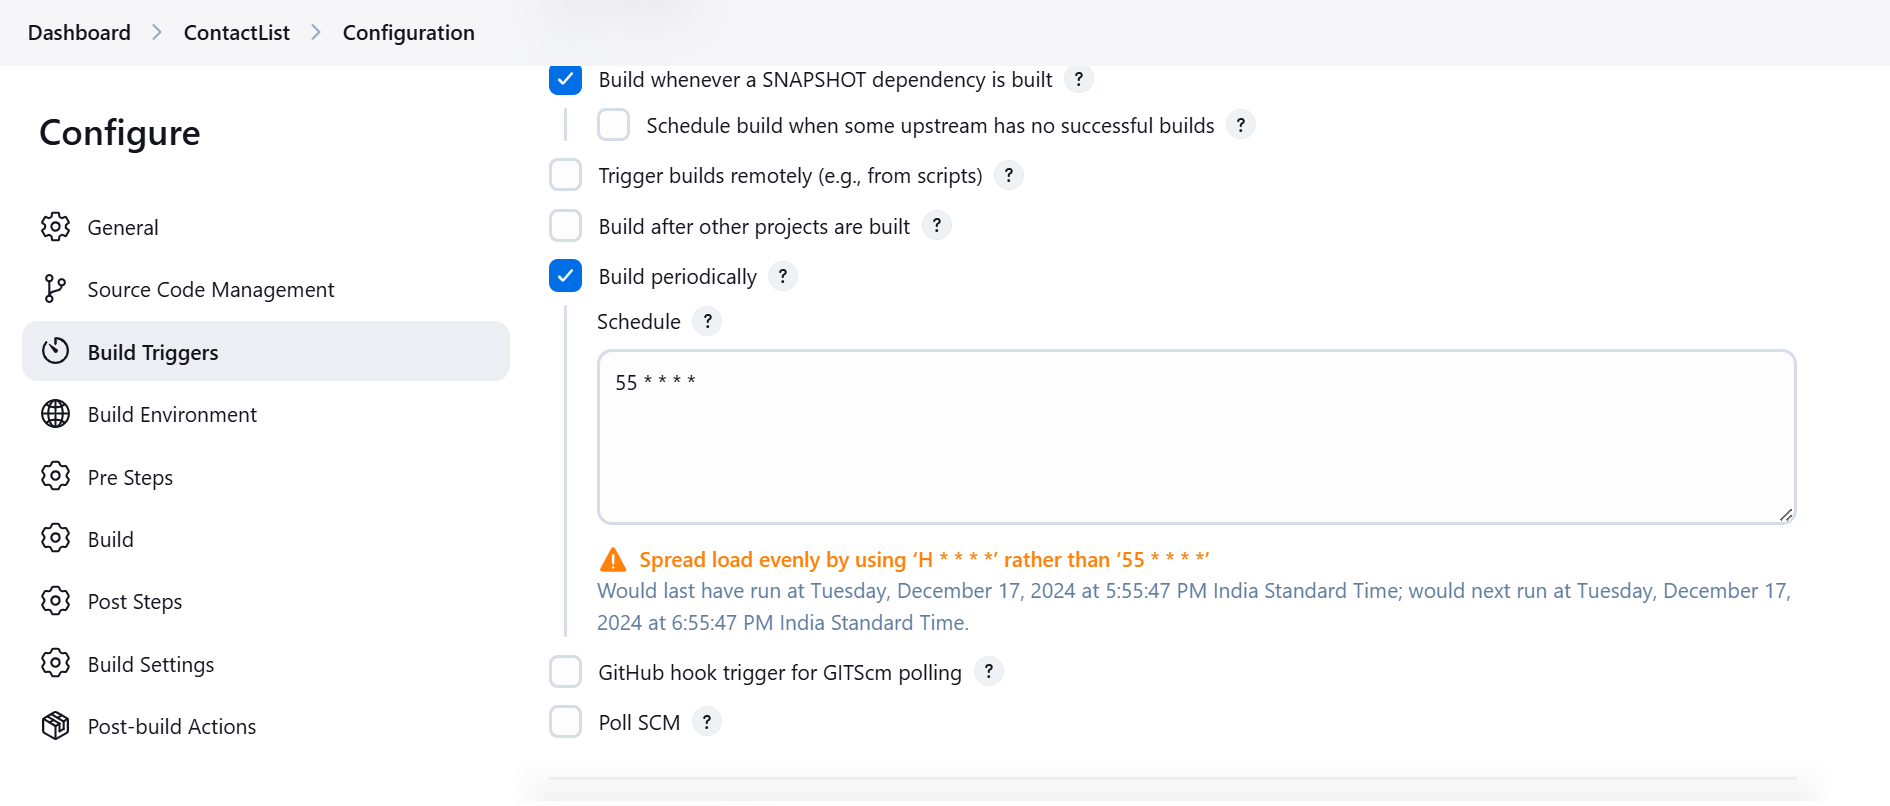 Dashboard > ContactList > Configuration
Configure
General
Source Code Management
Build Triggers
Build Environment
Pre Steps
Build
Post Steps
Build Settings
Post-build Actions
Build whenever a SNAPSHOT dependency is built ?
Schedule build when some upstream has no successful builds ?
Trigger builds remotely (e.g., from scripts) ?
Build after other projects are built ?
Build periodically ?
Schedule ?
55 * * * *
Spread load evenly by using ‘H * * * *’ rather than ‘55 * * * *’
Would last have run at Tuesday, December 17, 2024 at 5:55:47 PM India Standard Time; would next run at Tuesday, December 17,
2024 at 6:55:47 PM India Standard Time.
GitHub hook trigger for GITScm polling ?
Poll SCM ?